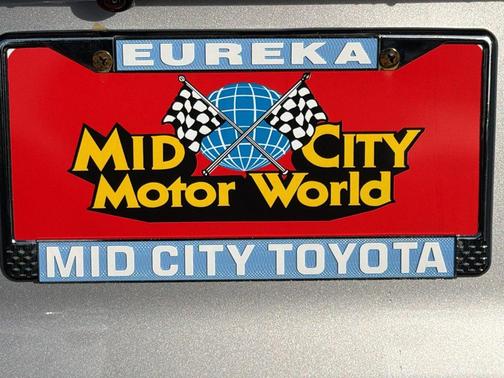 EUREKA
MID CITY
Motor World
MID CITY TOYOTA